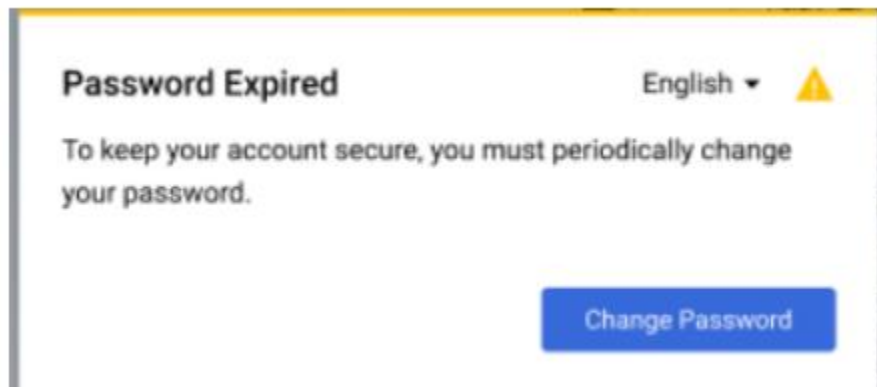 Password Expired
English
To keep your account secure, you must periodically change
your password.
Change Password